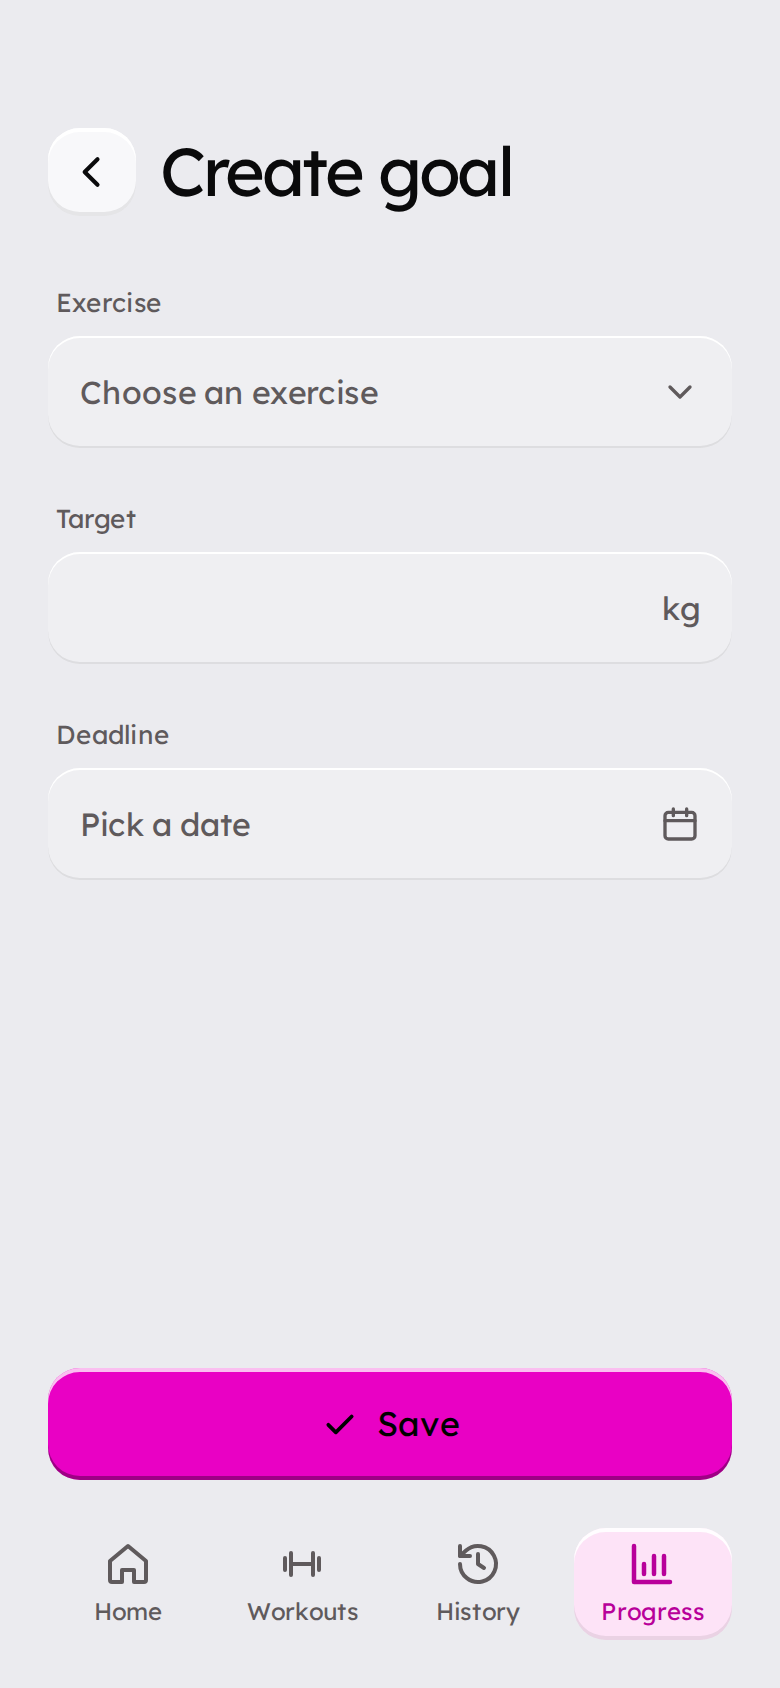 Create goal
Exercise
Choose an exercise
Target
kg
Deadline
Pick a date
Save
Home
Workouts
History
Progress